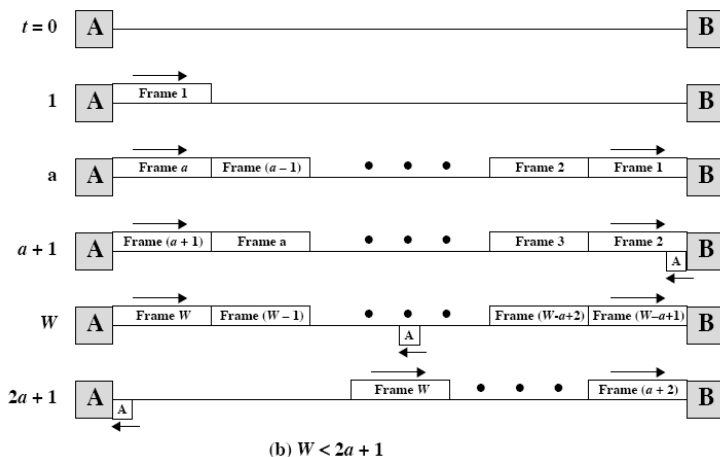 t = 0 A B
1 A Frame 1 B
a A Frame a Frame (a – 1) Frame 2 Frame 1 B
a + 1 A Frame (a + 1) Frame a Frame 3 Frame 2 B
A
W A Frame W Frame (W – 1) Frame (W-a+2) Frame (W–a+1) B
A
2a + 1 A Frame W Frame (a + 2) B
A
(b) W < 2a + 1